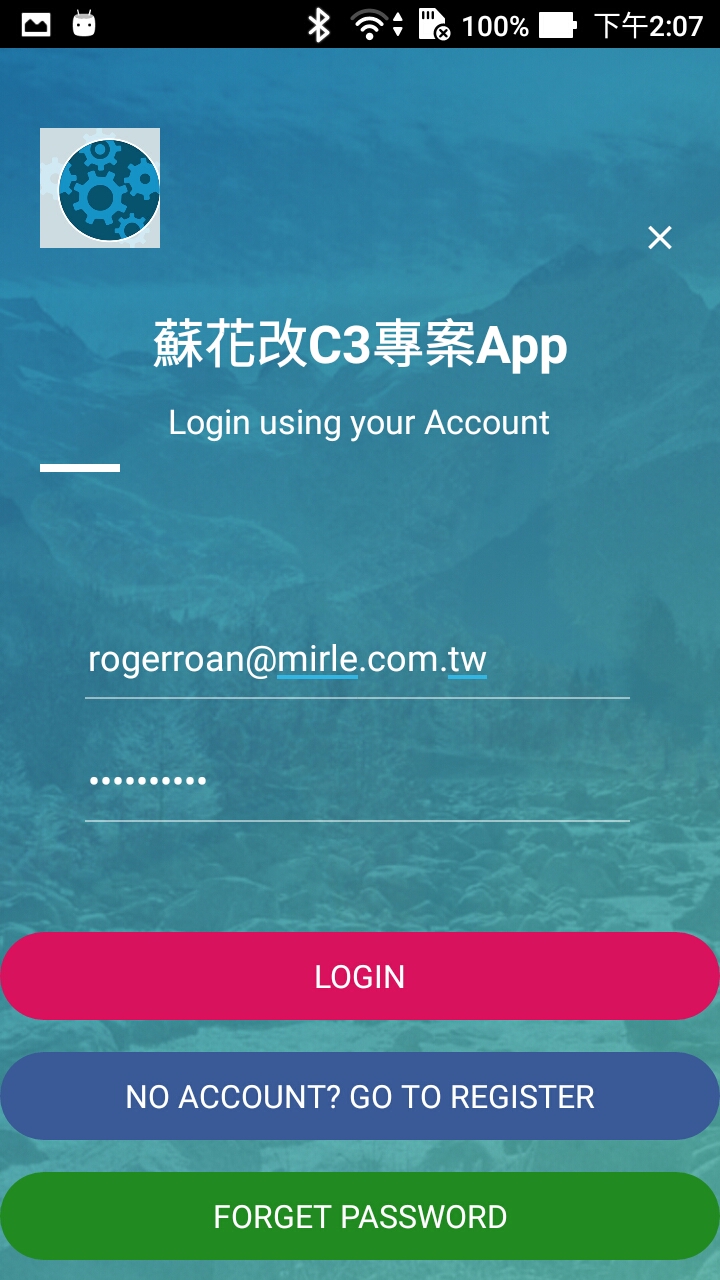 100% 下午2:07
蘇花改C3專案App
Login using your Account
rogerroan@mirle.com.tw
••••••••••
LOGIN
NO ACCOUNT? GO TO REGISTER
FORGET PASSWORD